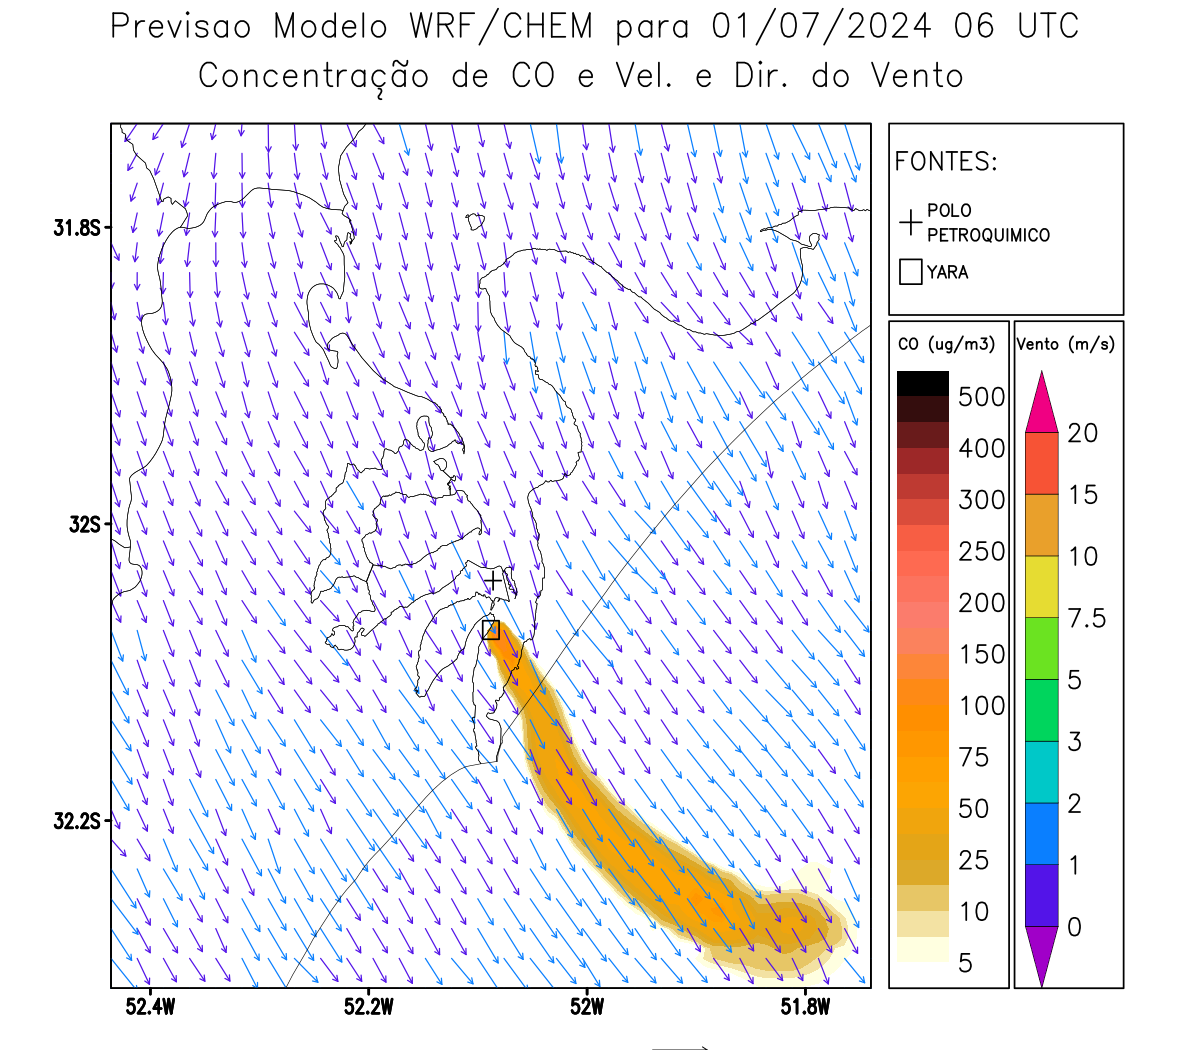 Previsao Modelo WRF/CHEM para 01/07/2024 06 UTC
Concentração de CO e Vel. e Dir. do Vento
FONTES:
POLO
PETROQUIMICO
YARA
CO (ug/m3)
500
400
300
250
200
150
100
75
50
25
10
5
Vento (m/s)
20
15
10
7.5
5
3
2
1
0
31.8S
32S
32.2S
52.4W
52.2W
52W
51.8W